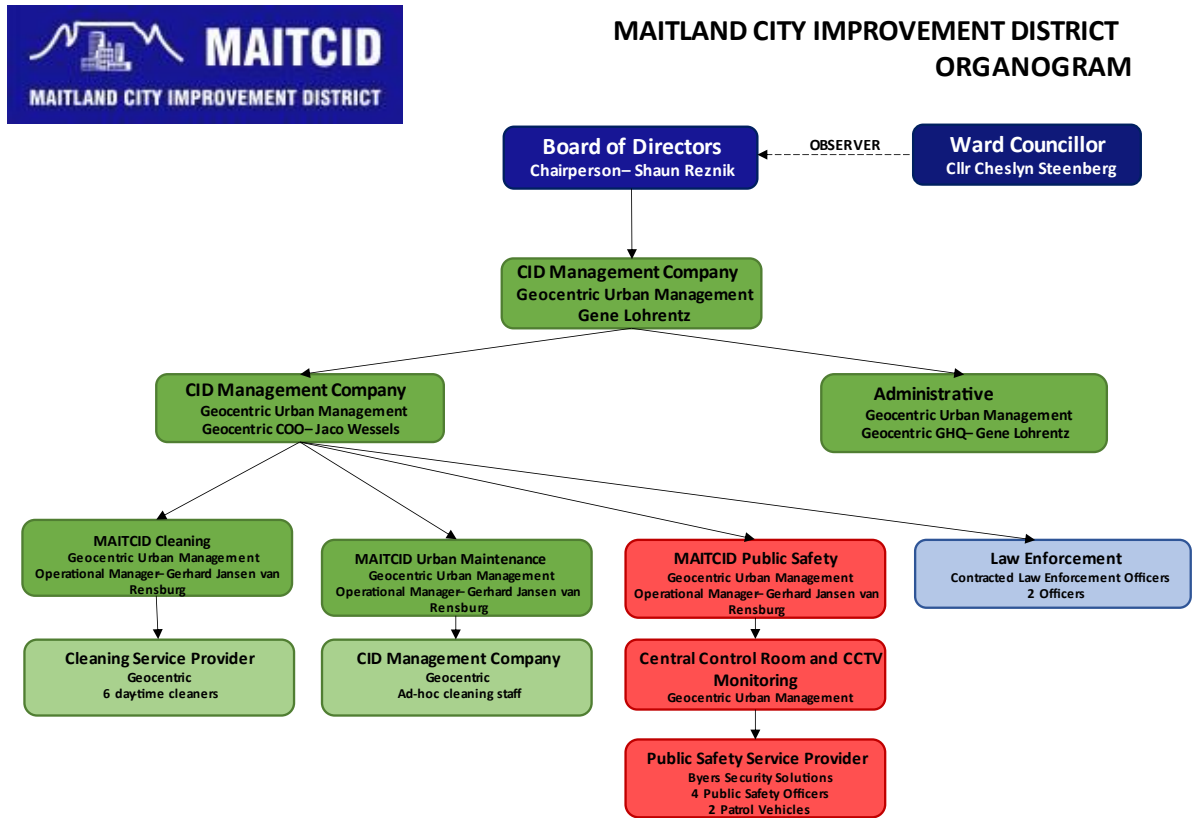 MAITCID
MAITLAND CITY IMPROVEMENT DISTRICT
MAITLAND CITY IMPROVEMENT DISTRICT
ORGANOGRAM
Board of Directors
Chairperson– Shaun Reznik
OBSERVER
Ward Councillor
Cllr Cheslyn Steenberg
CID Management Company
Geocentric Urban Management
Gene Lohrentz
CID Management Company
Geocentric Urban Management
Geocentric COO– Jaco Wessels
Administrative
Geocentric Urban Management
Geocentric GHQ– Gene Lohrentz
MAITCID Cleaning
Geocentric Urban Management
Operational Manager– Gerhard Jansen van
Rensburg
MAITCID Urban Maintenance
Geocentric Urban Management
Operational Manager– Gerhard Jansen van
Rensburg
MAITCID Public Safety
Geocentric Urban Management
Operational Manager– Gerhard Jansen van
Rensburg
Law Enforcement
Contracted Law Enforcement Officers
2 Officers
Cleaning Service Provider
Geocentric
6 day-time cleaners
CID Management Company
Geocentric
Ad-hoc cleaning staff
Central Control Room and CCTV
Monitoring
Geocentric Urban Management
Public Safety Service Provider
Byers Security Solutions
4 Public Safety Officers
2 Patrol Vehicles